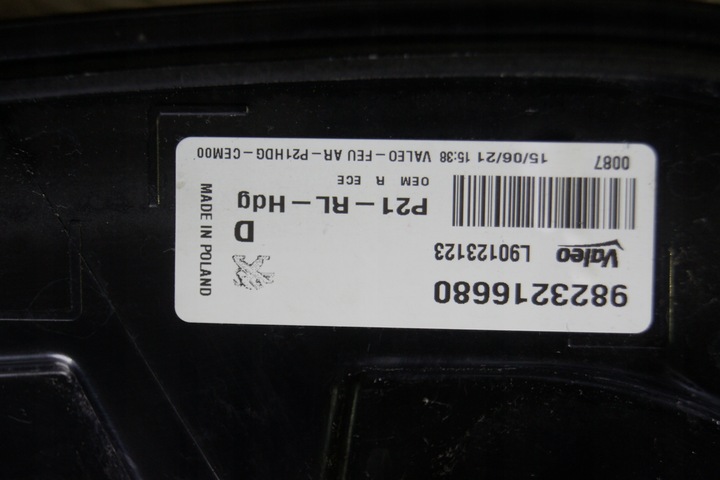 9823216680
Valeo L90123123
D
P21-RL-Hdg
OEM R ECE
0087 15/06/21 15:38 VALEO-FEU AR-P21HDG-CEM00
MADE IN POLAND